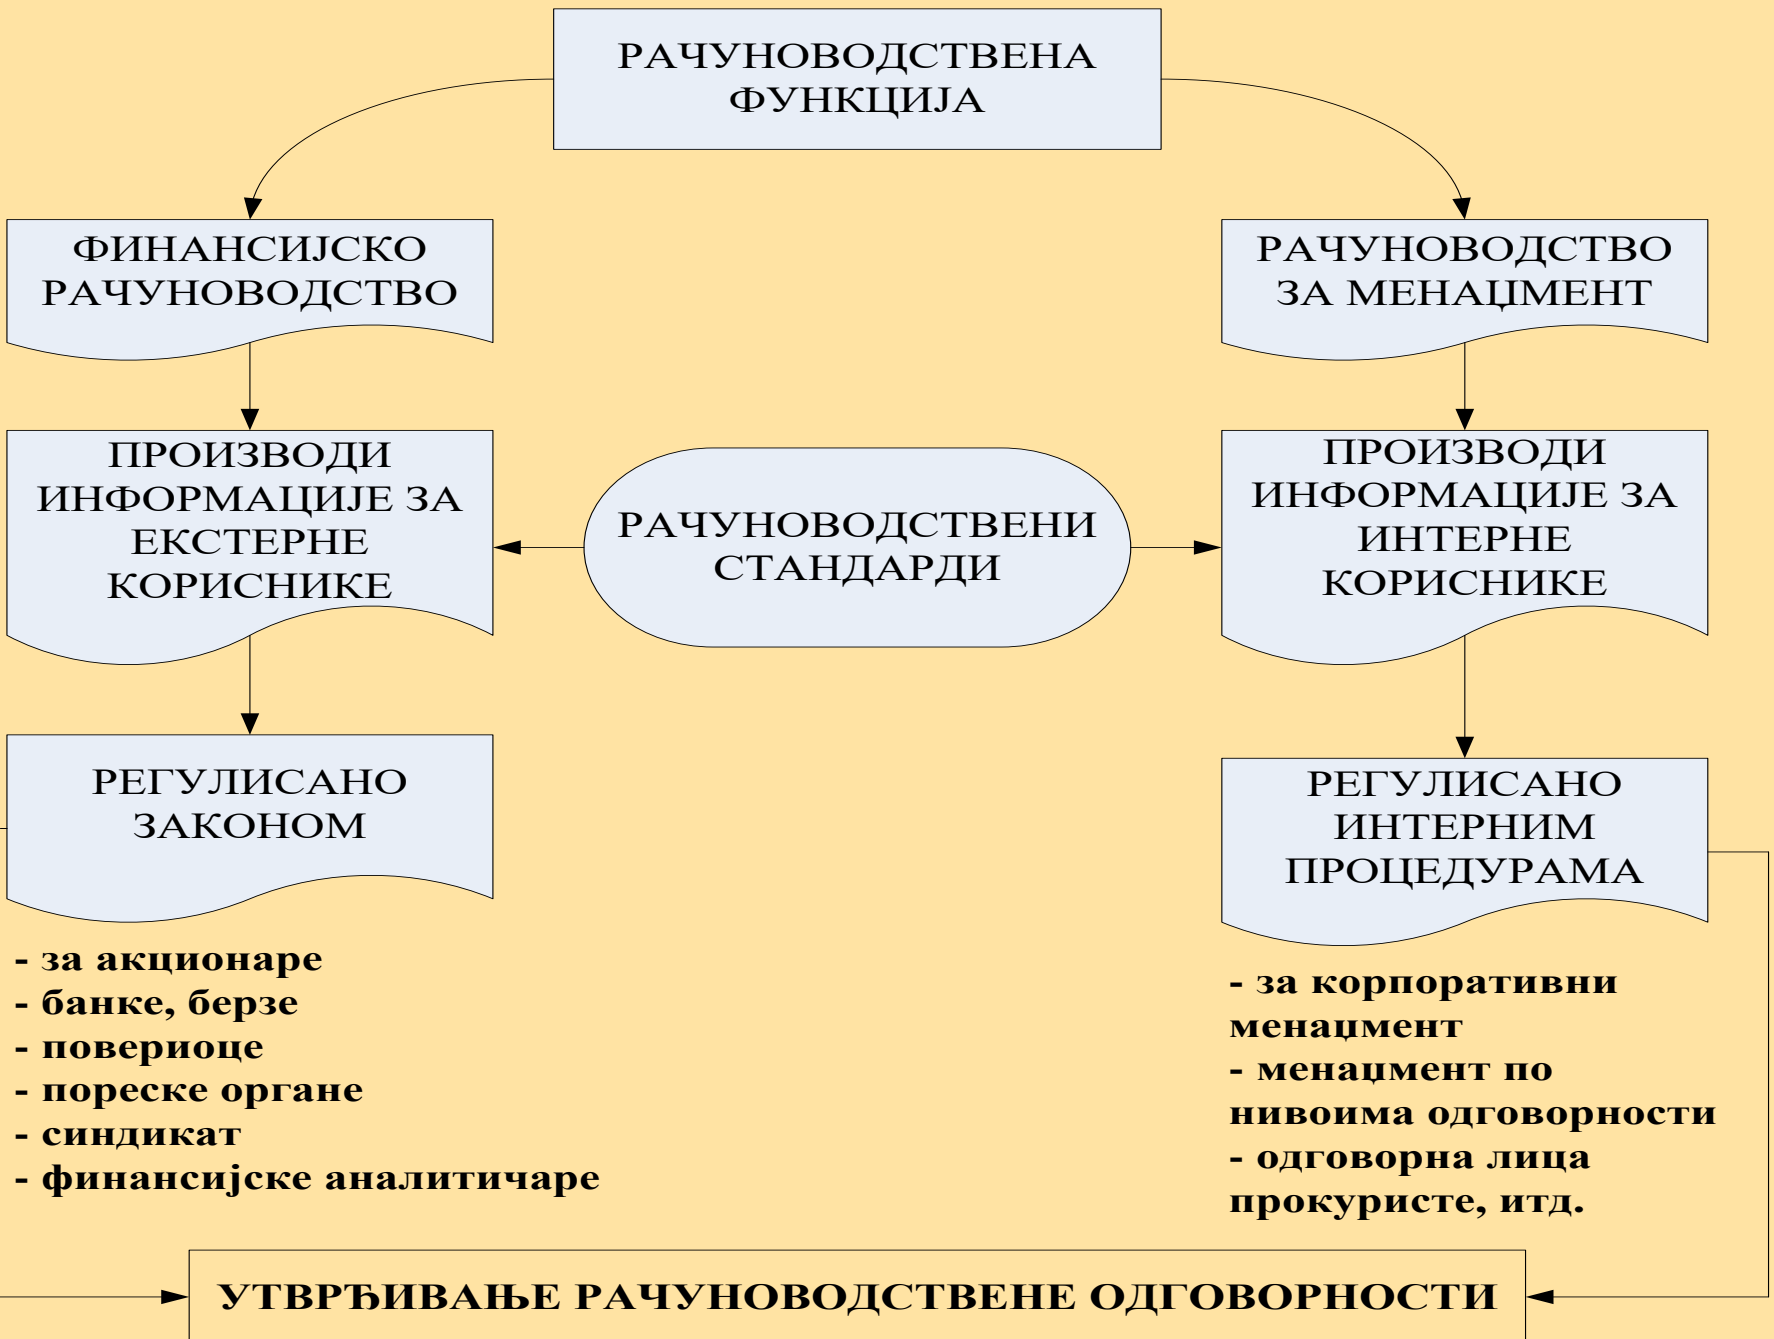 РАЧУНОВОДСТВЕНА
ФУНКЦИЈА
ФИНАНСИЈСКО
РАЧУНОВОДСТВО
РАЧУНОВОДСТВО
ЗА МЕНАЏМЕНТ
ПРОИЗВОДИ
ИНФОРМАЦИЈЕ ЗА
ЕКСТЕРНЕ
КОРИСНИКЕ
РАЧУНОВОДСТВЕНИ
СТАНДАРДИ
ПРОИЗВОДИ
ИНФОРМАЦИЈЕ ЗА
ИНТЕРНЕ
КОРИСНИКЕ
РЕГУЛИСАНО
ЗАКОНОМ
РЕГУЛИСАНО
ИНТЕРНИМ
ПРОЦЕДУРАМА
- за акционаре
- банке, берзе
- повериоце
- пореске органе
- синдикат
- финансијске аналитичаре
- за корпоративни
менаџмент
- менаџмент по
нивоима одговорности
- одговорна лица
прокуристе, итд.
УТВРЂИВАЊЕ РАЧУНОВОДСТВЕНЕ ОДГОВОРНОСТИ